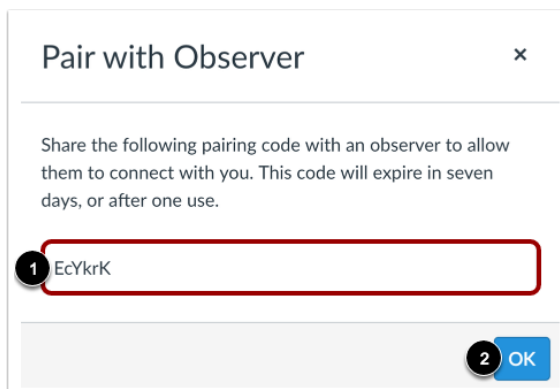 Pair with Observer ×
Share the following pairing code with an observer to allow
them to connect with you. This code will expire in seven
days, or after one use.
1 EcYkrK
2 OK